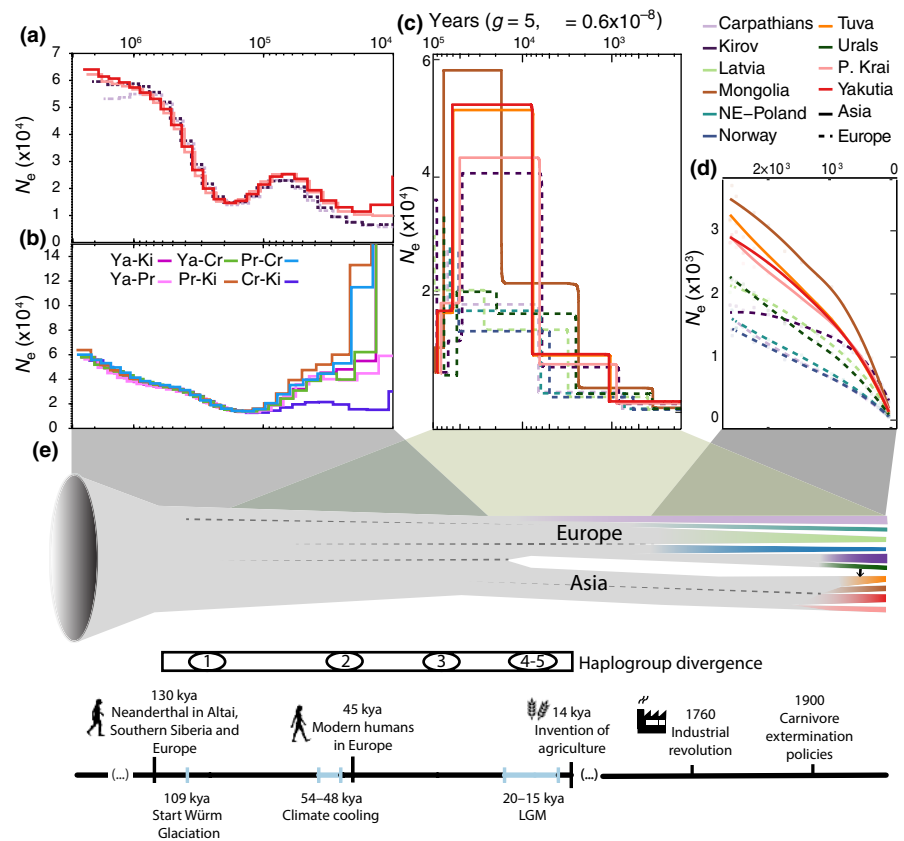 (a)
10⁶ 10⁵ 10⁴
7
6
5
4
3
2
1
0
Nₑ (x10⁴)
(b)
Ya-Ki Ya-Cr Pr-Cr
Ya-Pr Pr-Ki Cr-Ki
14
12
10
8
6
4
2
0
Nₑ (x10⁴)
(c) Years (g = 5, = 0.6x10⁻⁸)
10⁵ 10⁴ 10³
6
4
2
Nₑ (x10⁴)
Carpathians
Kirov
Latvia
Mongolia
NE–Poland
Norway
Tuva
Urals
P. Krai
Yakutia
Asia
Europe
(d)
2x10³ 10³ 0
3
2
1
0
Nₑ (x10³)
(e)
Europe
Asia
1 2 3 4-5 Haplogroup divergence
130 kya
Neanderthal in Altai,
Southern Siberia and
Europe
45 kya
Modern humans
in Europe
14 kya
Invention of
agriculture
1760
Industrial
revolution
1900
Carnivore
extermination
policies
(...) (...)
109 kya
Start Würm
Glaciation
54–48 kya
Climate cooling
20–15 kya
LGM